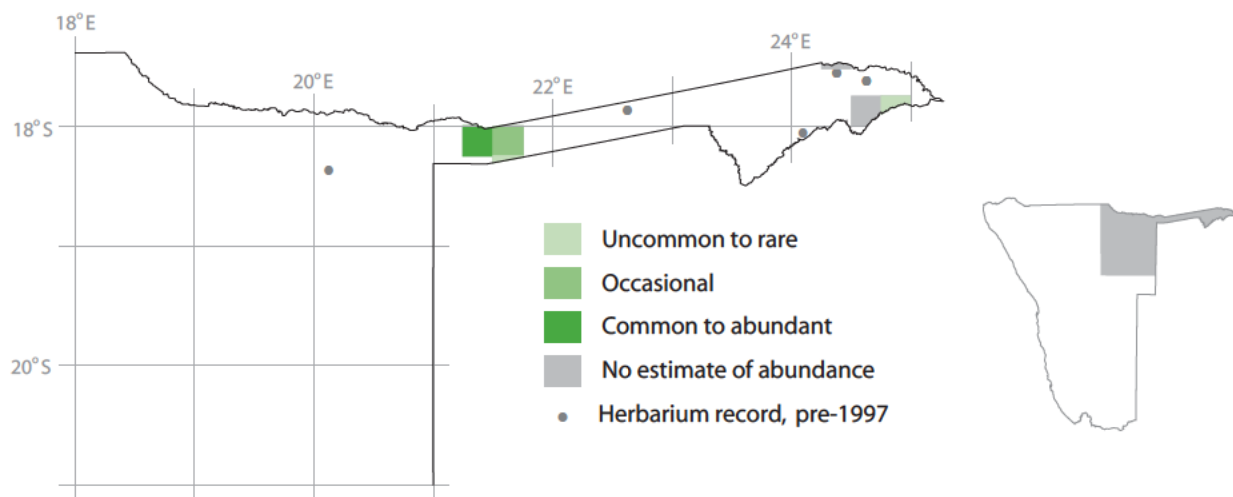 18°E
20°E
22°E
24°E
18°S
20°S
Uncommon to rare
Occasional
Common to abundant
No estimate of abundance
Herbarium record, pre-1997